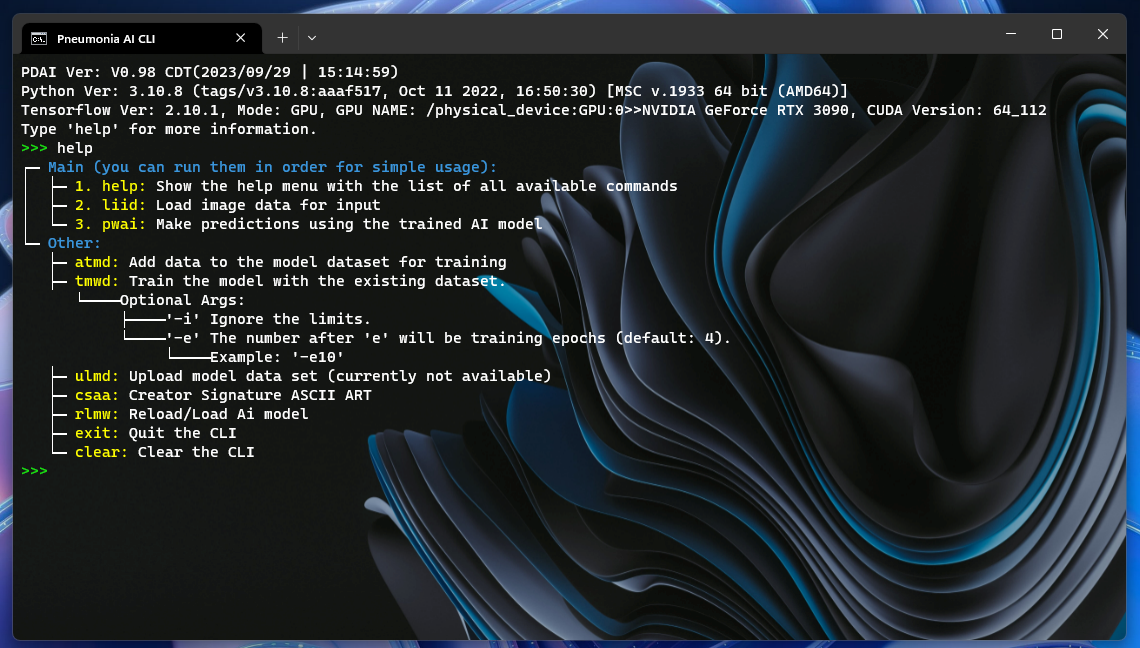 Pneumonia AI CLI
PDAI Ver: V0.98 CDT(2023/09/29 | 15:14:59)
Python Ver: 3.10.8 (tags/v3.10.8:aaaf517, Oct 11 2022, 16:50:30) [MSC v.1933 64 bit (AMD64)]
Tensorflow Ver: 2.10.1, Mode: GPU, GPU NAME: /physical_device:GPU:0>>NVIDIA GeForce RTX 3090, CUDA Version: 64_112
Type 'help' for more information.
>>> help
Main (you can run them in order for simple usage):
1. help: Show the help menu with the list of all available commands
2. liid: Load image data for input
3. pwai: Make predictions using the trained AI model
Other:
atmd: Add data to the model dataset for training
tmwd: Train the model with the existing dataset.
Optional Args:
'-i' Ignore the limits.
'-e' The number after 'e' will be training epochs (default: 4).
Example: '-e10'
ulmd: Upload model data set (currently not available)
csaa: Creator Signature ASCII ART
rlmw: Reload/Load Ai model
exit: Quit the CLI
clear: Clear the CLI
>>>